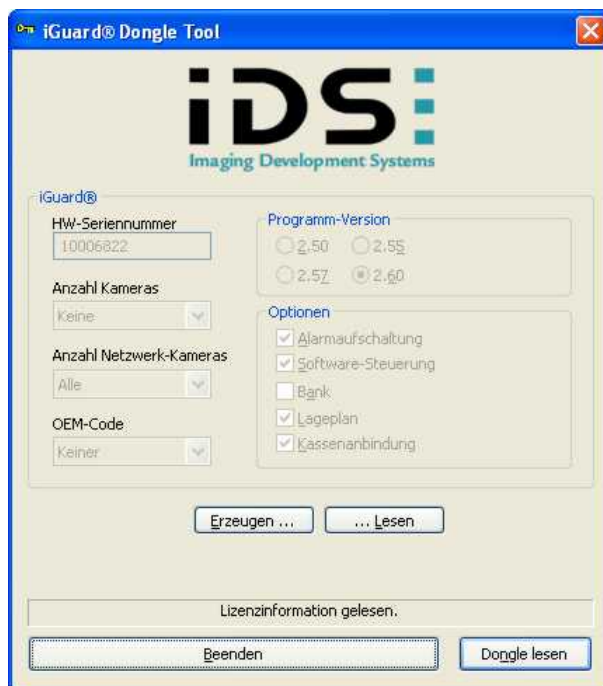 iGuard® Dongle Tool
iDS
Imaging Development Systems
iGuard®
HW-Seriennummer
10006822
Anzahl Kameras
Keine
Anzahl Netzwerk-Kameras
Alle
OEM-Code
Keiner
Programm-Version
2.50 2.55
2.57 2.60
Optionen
Alarmaufschaltung
Software-Steuerung
Bank
Lageplan
Kassenanbindung
Erzeugen ... ... Lesen
Lizenzinformation gelesen.
Beenden Dongle lesen